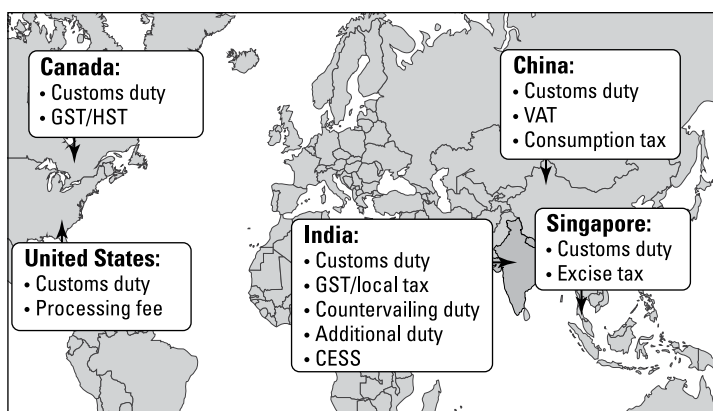 Canada:
• Customs duty
• GST/HST
China:
• Customs duty
• VAT
• Consumption tax
United States:
• Customs duty
• Processing fee
India:
• Customs duty
• GST/local tax
• Countervailing duty
• Additional duty
• CESS
Singapore:
• Customs duty
• Excise tax